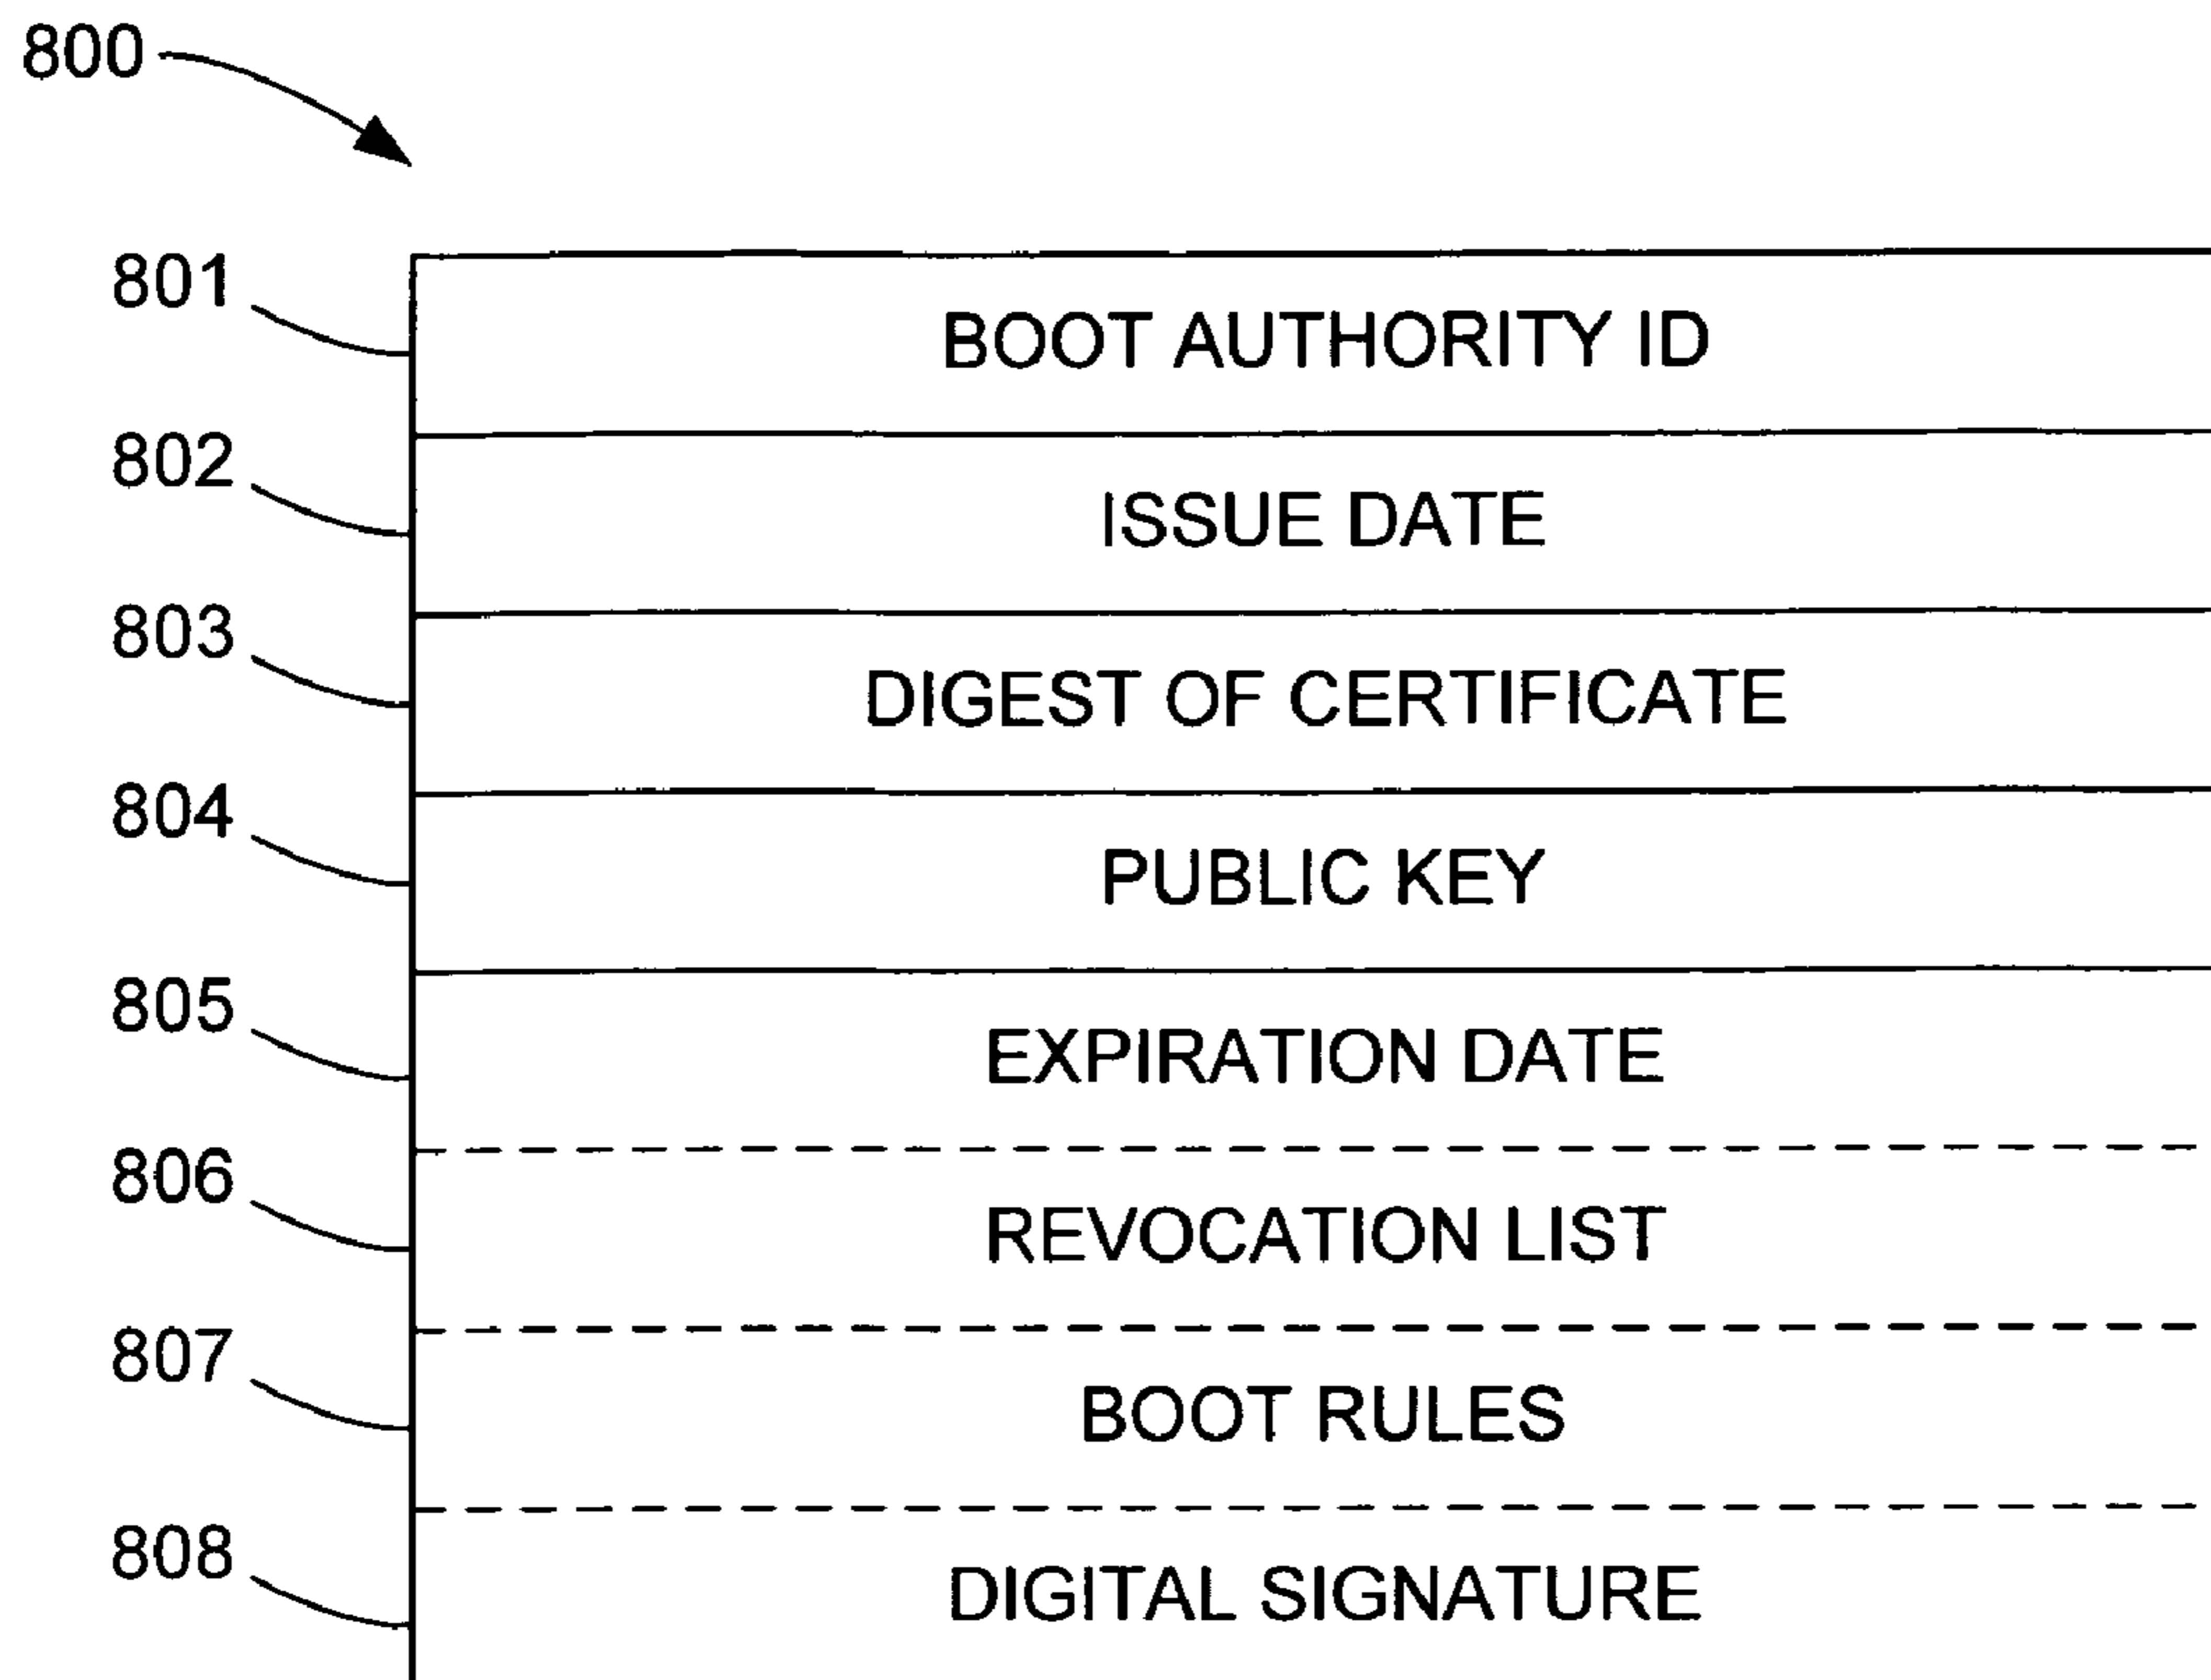 800
801 BOOT AUTHORITY ID
802 ISSUE DATE
803 DIGEST OF CERTIFICATE
804 PUBLIC KEY
805 EXPIRATION DATE
806 REVOCATION LIST
807 BOOT RULES
808 DIGITAL SIGNATURE